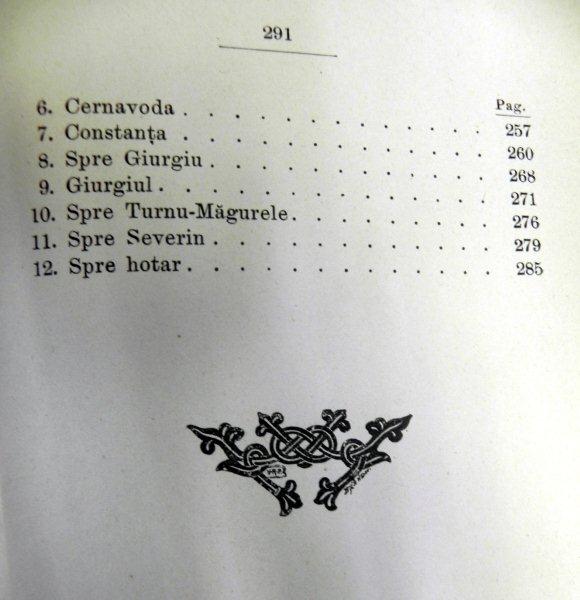 291
Pag.
6. Cernavoda . . . . . . . . . . . . 257
7. Constanța . . . . . . . . . . . . 260
8. Spre Giurgiu . . . . . . . . . . . 268
9. Giurgiul . . . . . . . . . . . . . 271
10. Spre Turnu-Măgurele . . . . . . . . 276
11. Spre Severin . . . . . . . . . . . 279
12. Spre hotar . . . . . . . . . . . . 285